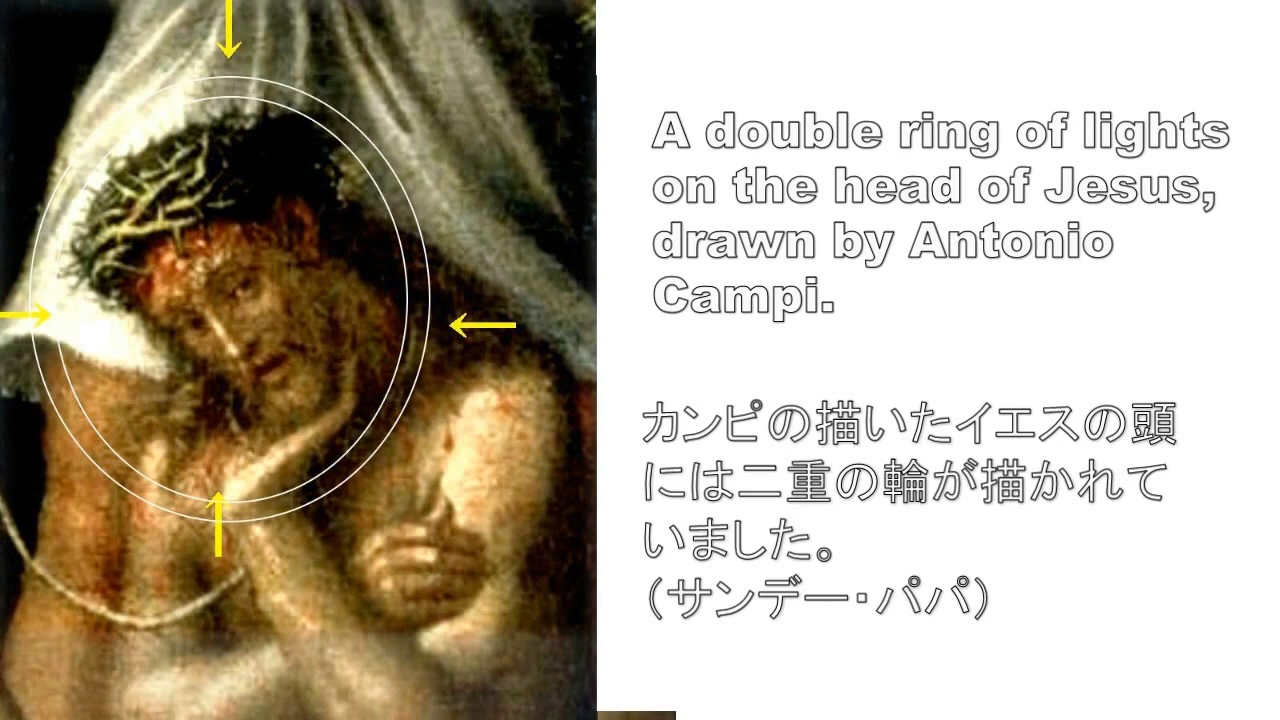 A double ring of lights
on the head of Jesus,
drawn by Antonio
Campi.
カンピの描いたイエスの頭
には二重の輪が描かれて
いました。
（サンデー・パパ）